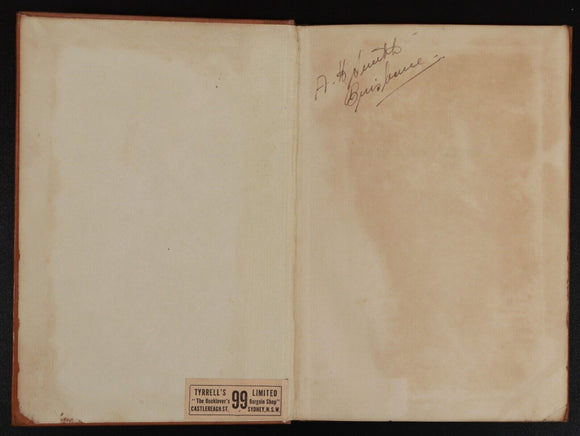 A. H. Smith
Brisbane.
TYRRELL'S 99 LIMITED
"The Booklover's Bargain Shop"
CASTLEREAGH ST. SYDNEY, N.S.W.